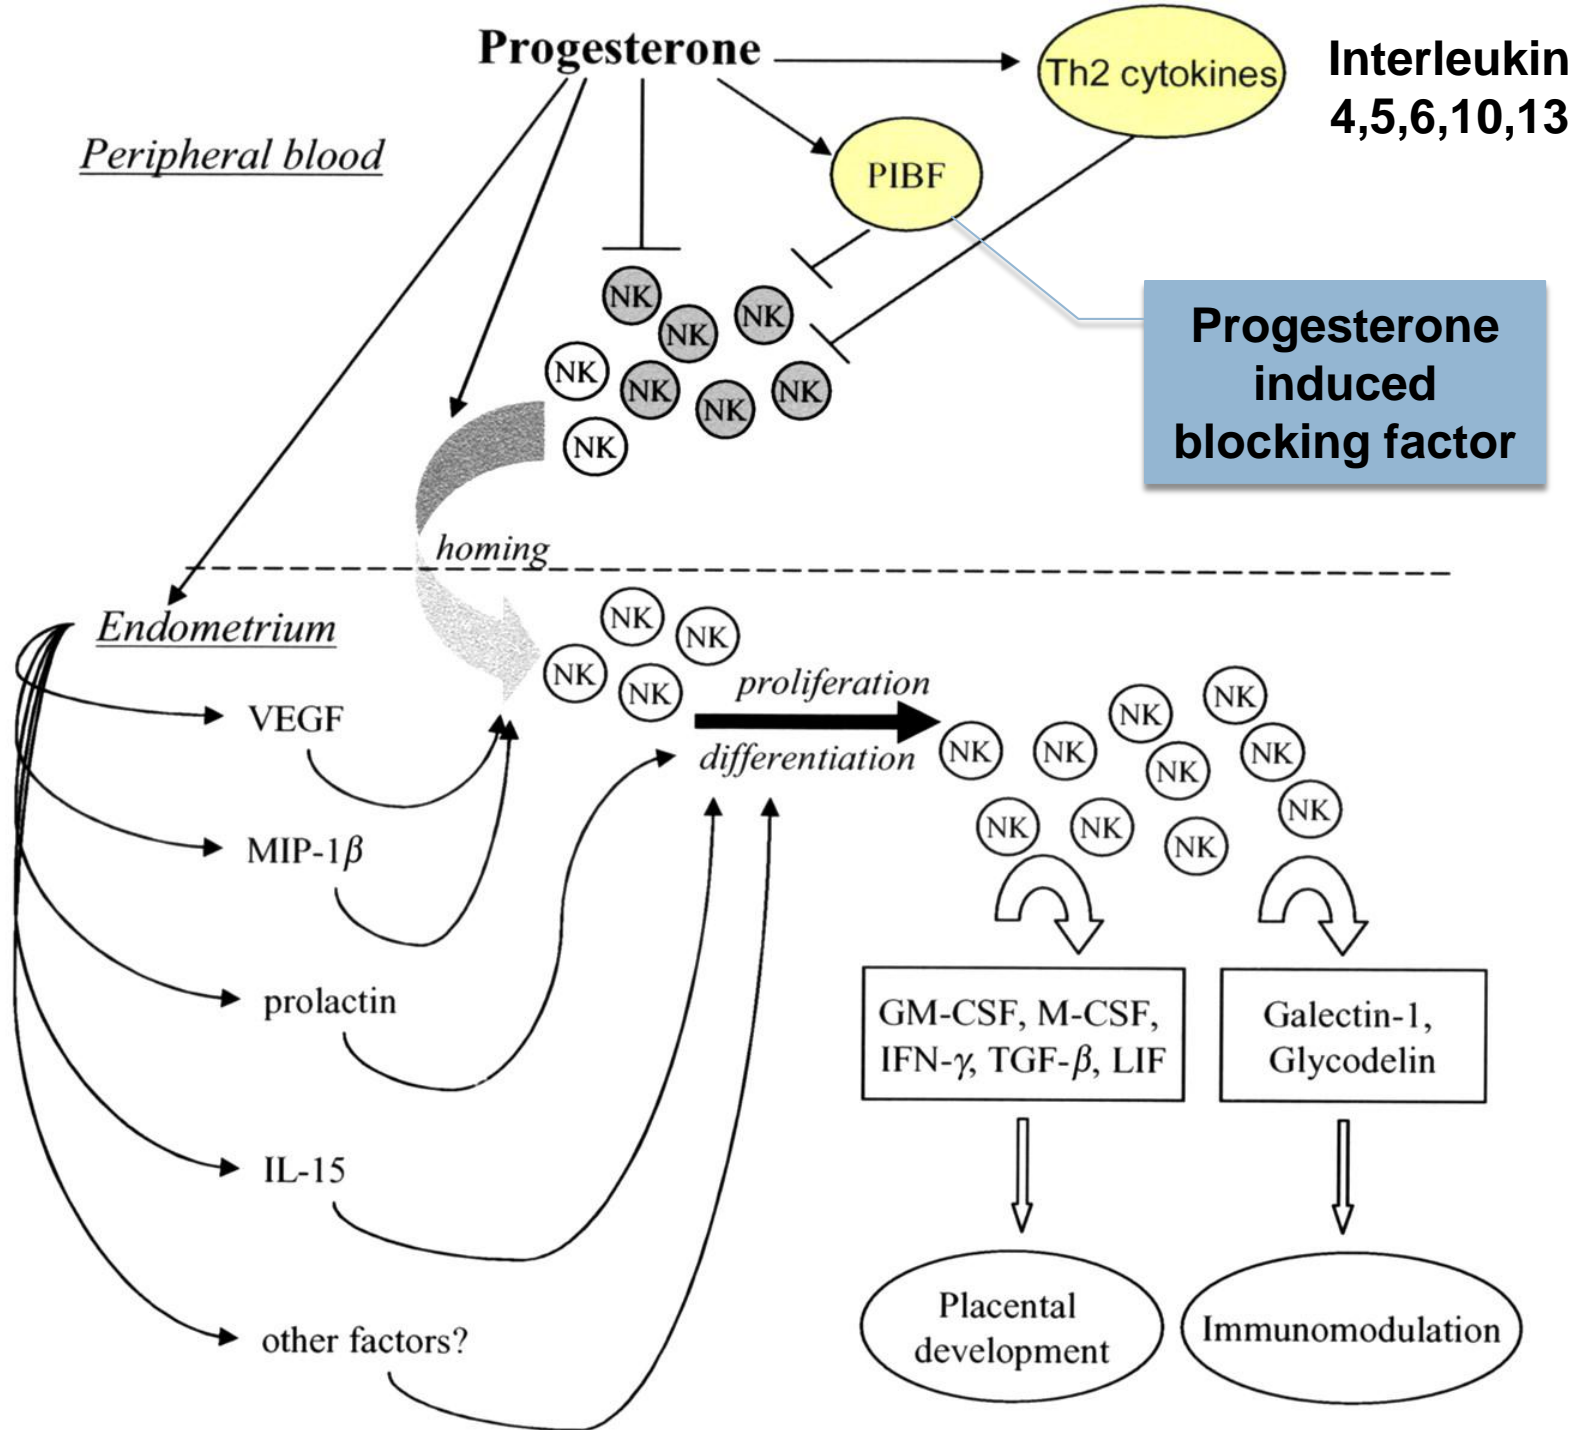 Progesterone
Th2 cytokines
Interleukin
4,5,6,10,13
Peripheral blood
PIBF
Progesterone
induced
blocking factor
NK
NK
NK
NK
NK
NK
NK
NK
homing
Endometrium
NK
NK
NK
NK
proliferation
differentiation
VEGF
MIP-1β
prolactin
IL-15
other factors?
NK
NK
NK
NK
NK
NK
NK
NK
NK
NK
GM-CSF, M-CSF,
IFN-γ, TGF-β, LIF
Galectin-1,
Glycodelin
Placental
development
Immunomodulation